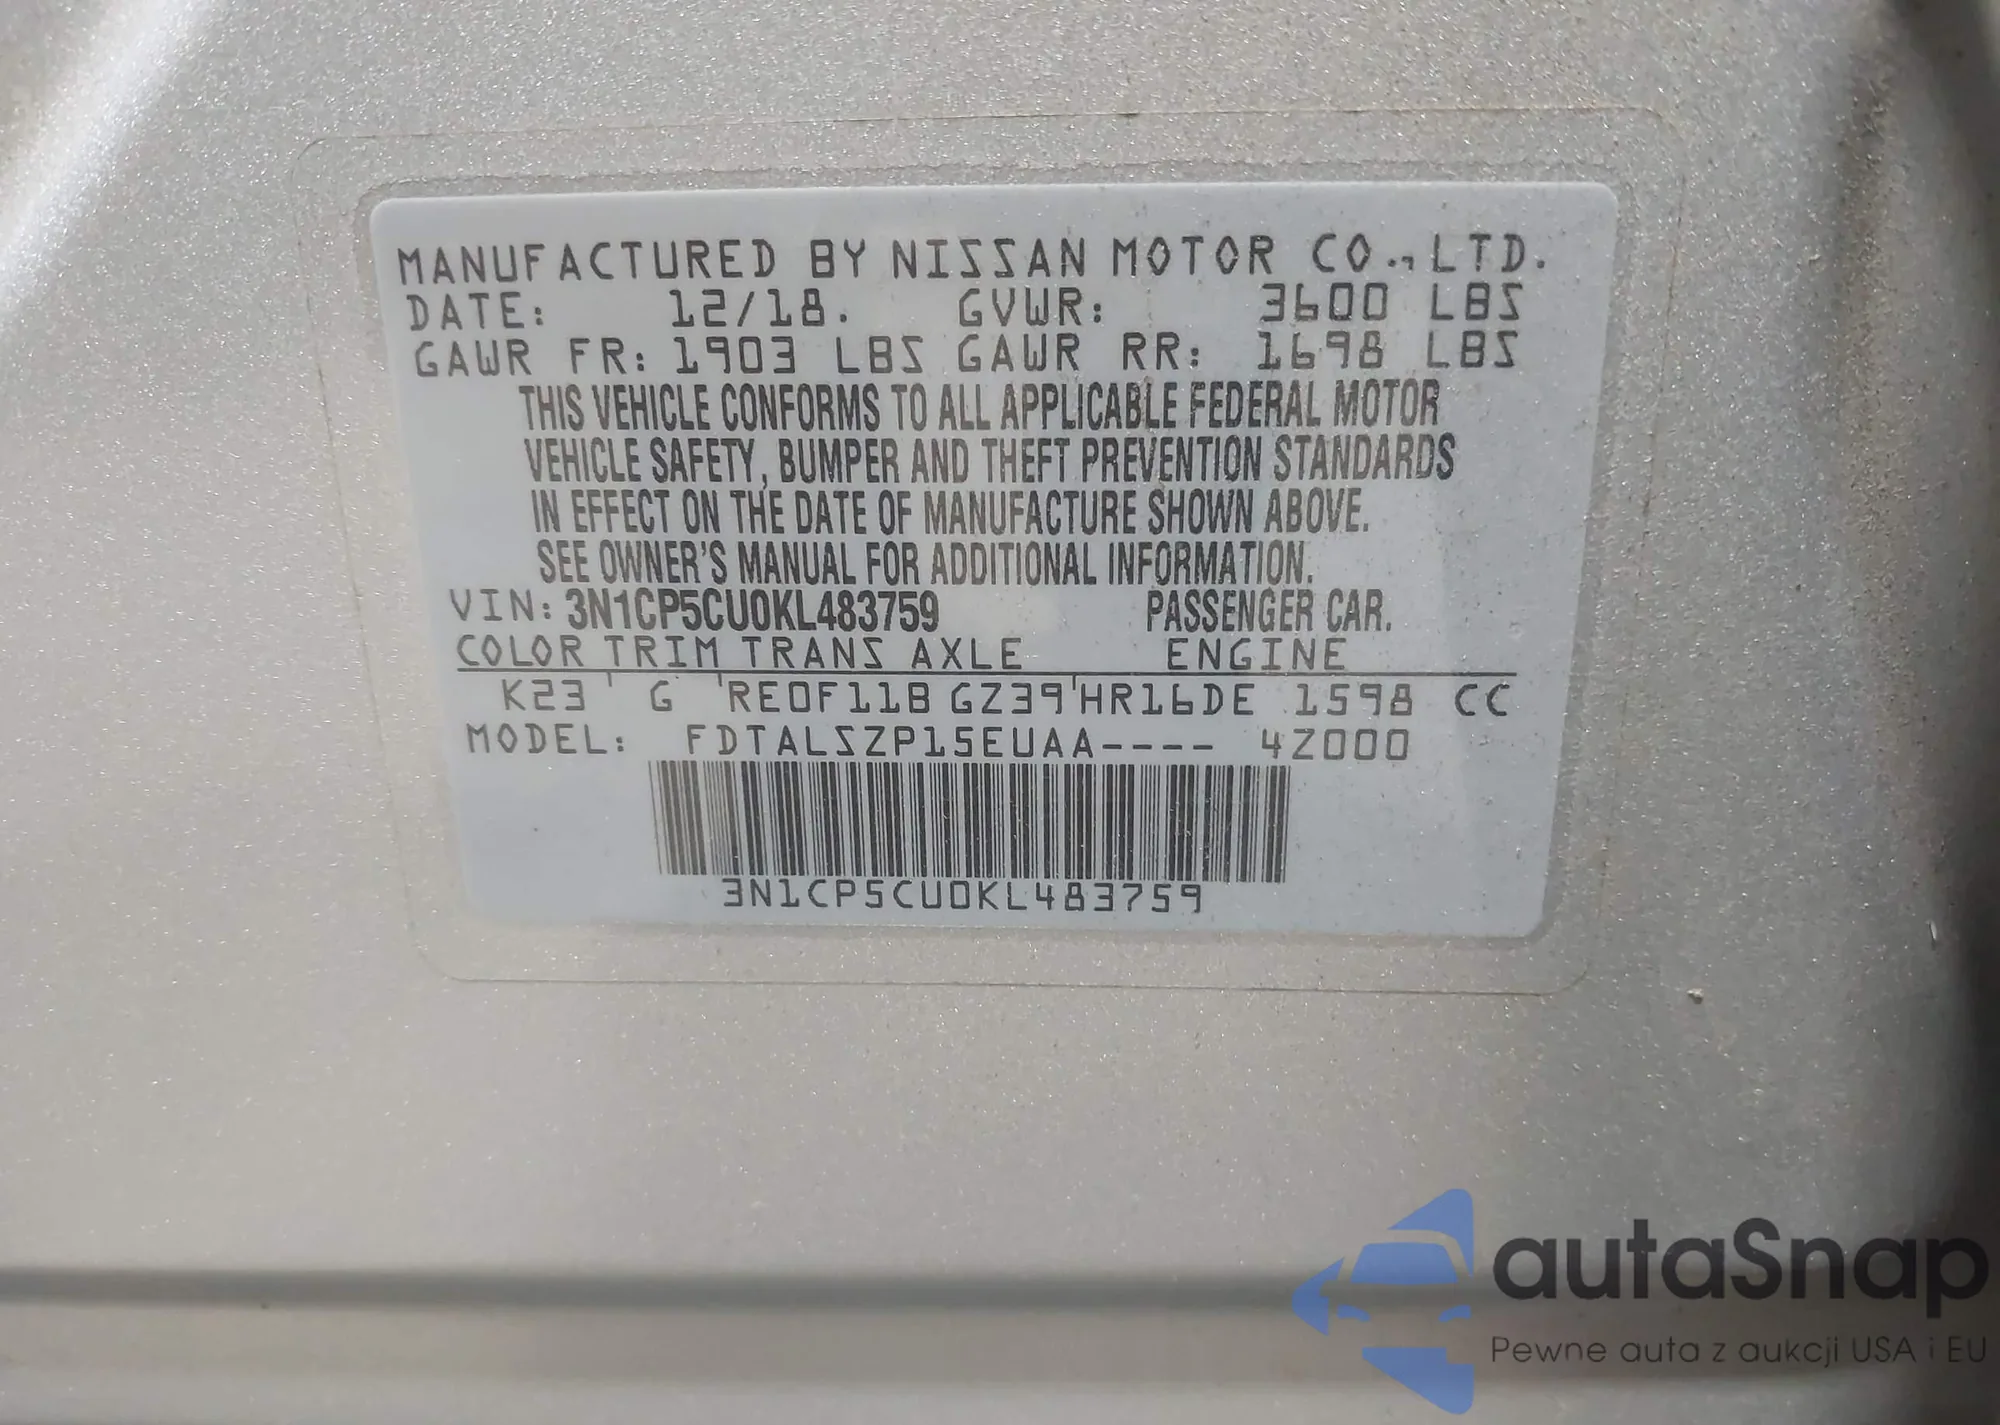 MANUFACTURED BY NISSAN MOTOR CO., LTD.
DATE: 12/18. GVWR: 3600 LBS
GAWR FR: 1903 LBS GAWR RR: 1698 LBS
THIS VEHICLE CONFORMS TO ALL APPLICABLE FEDERAL MOTOR
VEHICLE SAFETY, BUMPER AND THEFT PREVENTION STANDARDS
IN EFFECT ON THE DATE OF MANUFACTURE SHOWN ABOVE.
SEE OWNER'S MANUAL FOR ADDITIONAL INFORMATION.
VIN: 3N1CP5CU0KL483759 PASSENGER CAR.
COLOR TRIM TRANS AXLE ENGINE
K23 G RE0F11B GZ39 HR16DE 1598 CC
MODEL: FDTALSZP15EUAA---- 4Z000
3N1CP5CU0KL483759
autaSnap
Pewne auta z aukcji USA i EU